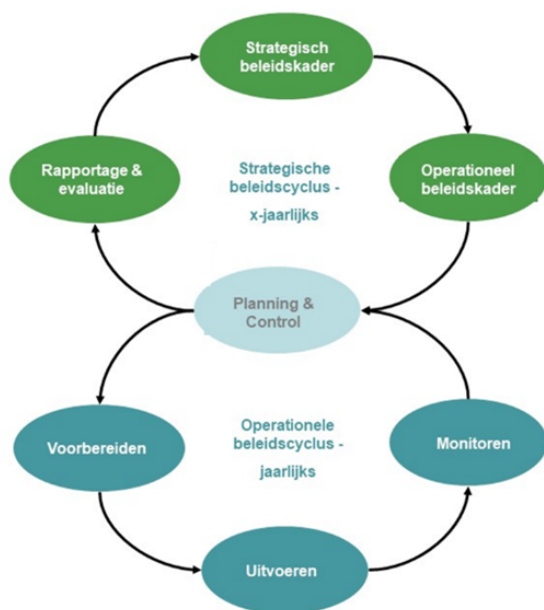 Strategisch
beleidskader
Rapportage &
evaluatie
Strategische
beleidscyclus -
x-jaarlijks
Operationeel
beleidskader
Planning &
Control
Voorbereiden
Operationele
beleidscyclus -
jaarlijks
Monitoren
Uitvoeren